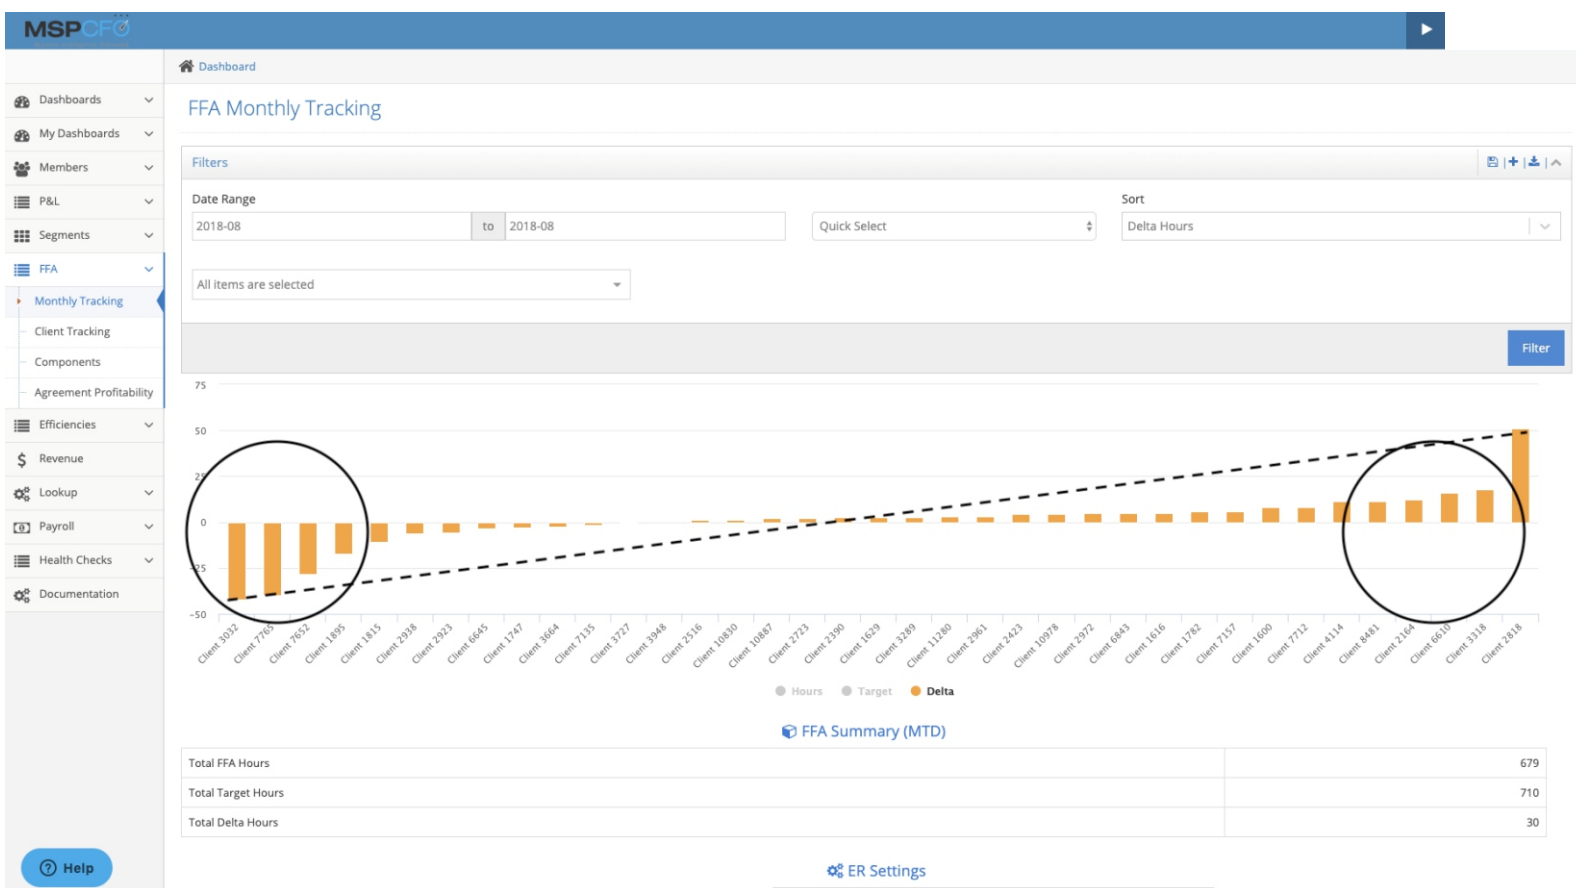 MSPCFO
Dashboard
Dashboards
My Dashboards
Members
P&L
Segments
FFA
Monthly Tracking
Client Tracking
Components
Agreement Profitability
Efficiencies
Revenue
Lookup
Payroll
Health Checks
Documentation
Help
FFA Monthly Tracking
Filters
Date Range
2018-08 to 2018-08
Quick Select
Sort
Delta Hours
All items are selected
Filter
75
50
25
0
-25
-50
Client 3032
Client 7765
Client 7652
Client 1895
Client 1815
Client 2938
Client 2923
Client 6645
Client 1747
Client 3664
Client 7135
Client 3727
Client 3948
Client 2516
Client 10830
Client 10887
Client 2723
Client 2390
Client 1629
Client 3289
Client 11280
Client 2961
Client 2423
Client 10978
Client 2972
Client 6843
Client 1616
Client 1782
Client 7157
Client 1600
Client 7712
Client 4114
Client 8481
Client 2164
Client 6610
Client 3318
Client 2818
Hours Target Delta
FFA Summary (MTD)
Total FFA Hours 679
Total Target Hours 710
Total Delta Hours 30
ER Settings